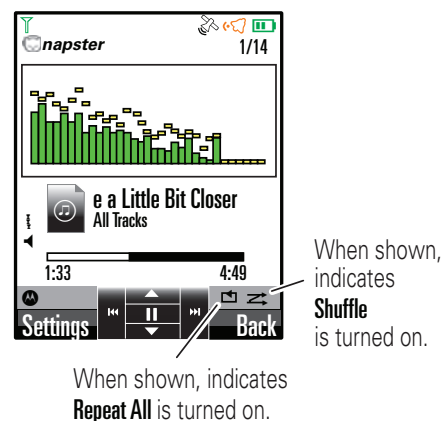 napster
1/14
e a Little Bit Closer
All Tracks
1:33 4:49
Settings Back
When shown,
indicates
Shuffle
is turned on.
When shown, indicates
Repeat All is turned on.